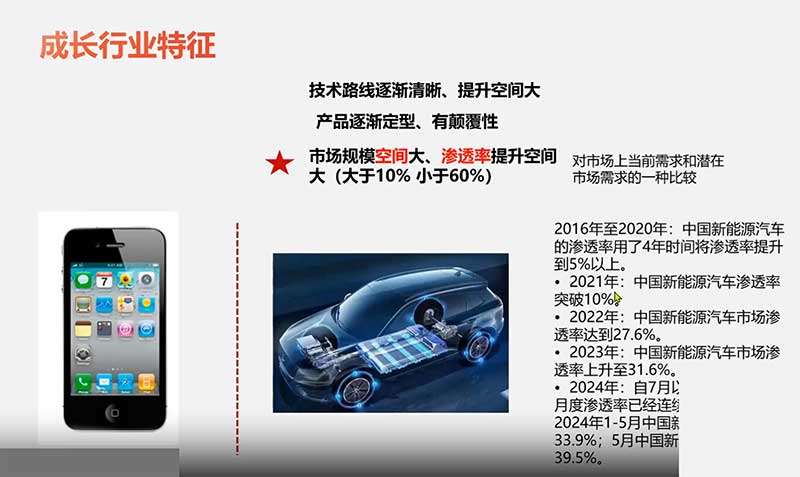 成长行业特征
技术路线逐渐清晰、提升空间大
产品逐渐定型、有颠覆性
市场规模空间大、渗透率提升空间
大（大于10% 小于60%）
对市场上当前需求和潜在
市场需求的一种比较
2016年至2020年：中国新能源汽车
的渗透率用了4年时间将渗透率提升
到5%以上。
• 2021年：中国新能源汽车渗透率
突破10%。
• 2022年：中国新能源汽车市场渗
透率达到27.6%。
• 2023年：中国新能源汽车市场渗
透率上升至31.6%。
• 2024年：自7月以
月度渗透率已经连续
2024年1-5月中国新
33.9%；5月中国新
39.5%。